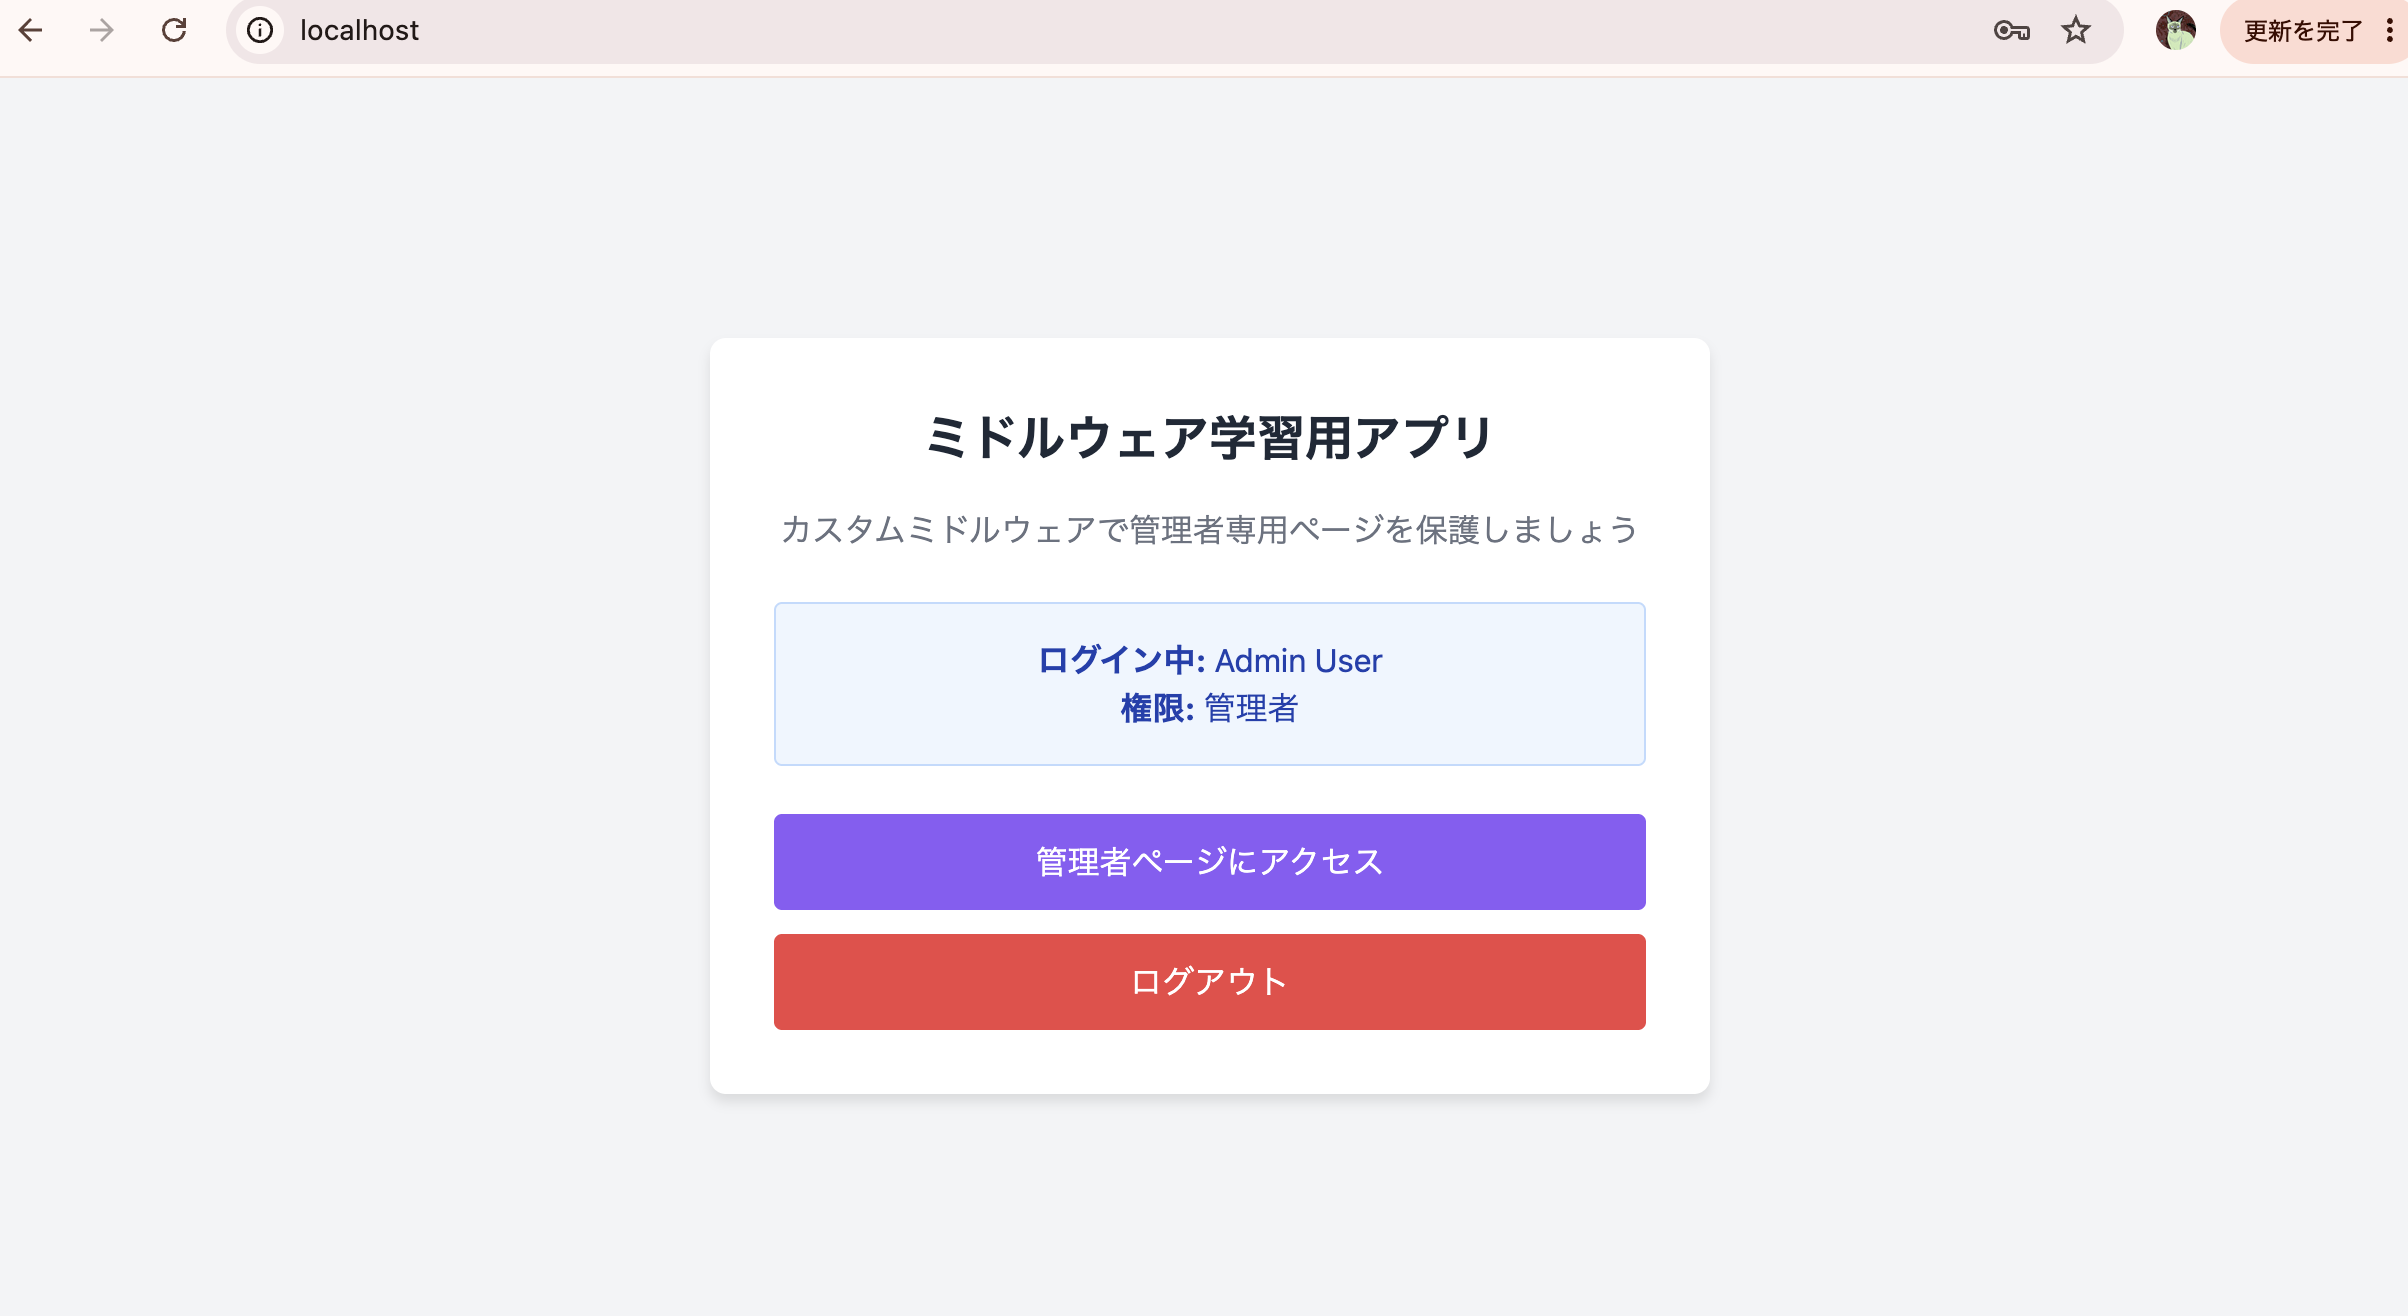 localhost
更新を完了
ミドルウェア学習用アプリ
カスタムミドルウェアで管理者専用ページを保護しましょう
ログイン中: Admin User
権限: 管理者
管理者ページにアクセス
ログアウト